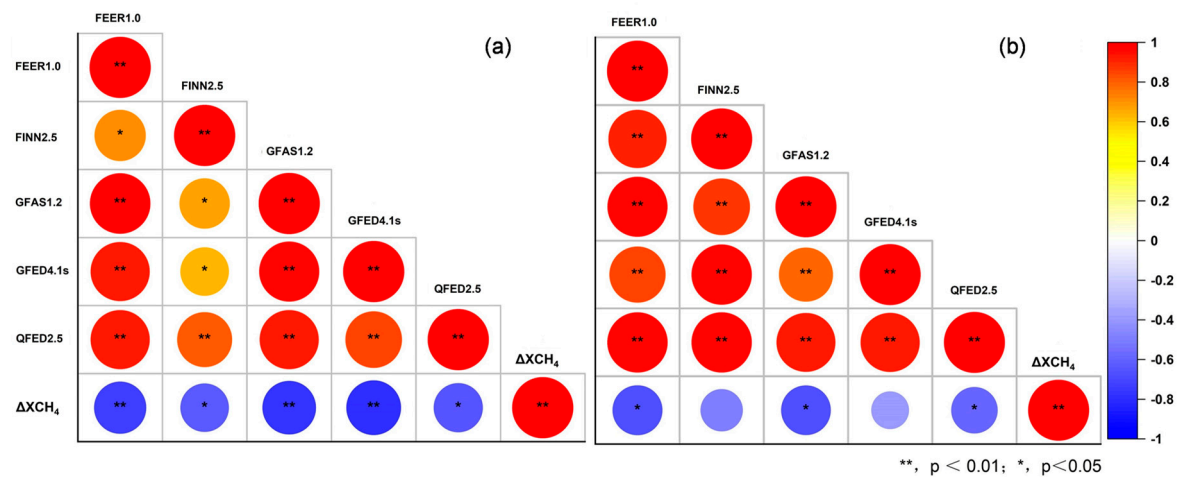 FEER1.0
(a)
FEER1.0
**
FINN2.5
FINN2.5
*
**
GFAS1.2
GFAS1.2
**
*
**
GFED4.1s
GFED4.1s
**
*
**
**
QFED2.5
QFED2.5
**
**
**
**
**
ΔXCH₄
ΔXCH₄
**
*
**
**
*
**
FEER1.0
(b)
**
FINN2.5
**
**
GFAS1.2
**
**
**
GFED4.1s
**
**
**
**
QFED2.5
**
**
**
**
**
ΔXCH₄
*
*
*
**
1
0.8
0.6
0.4
0.2
0
-0.2
-0.4
-0.6
-0.8
-1
**, p < 0.01; *, p<0.05